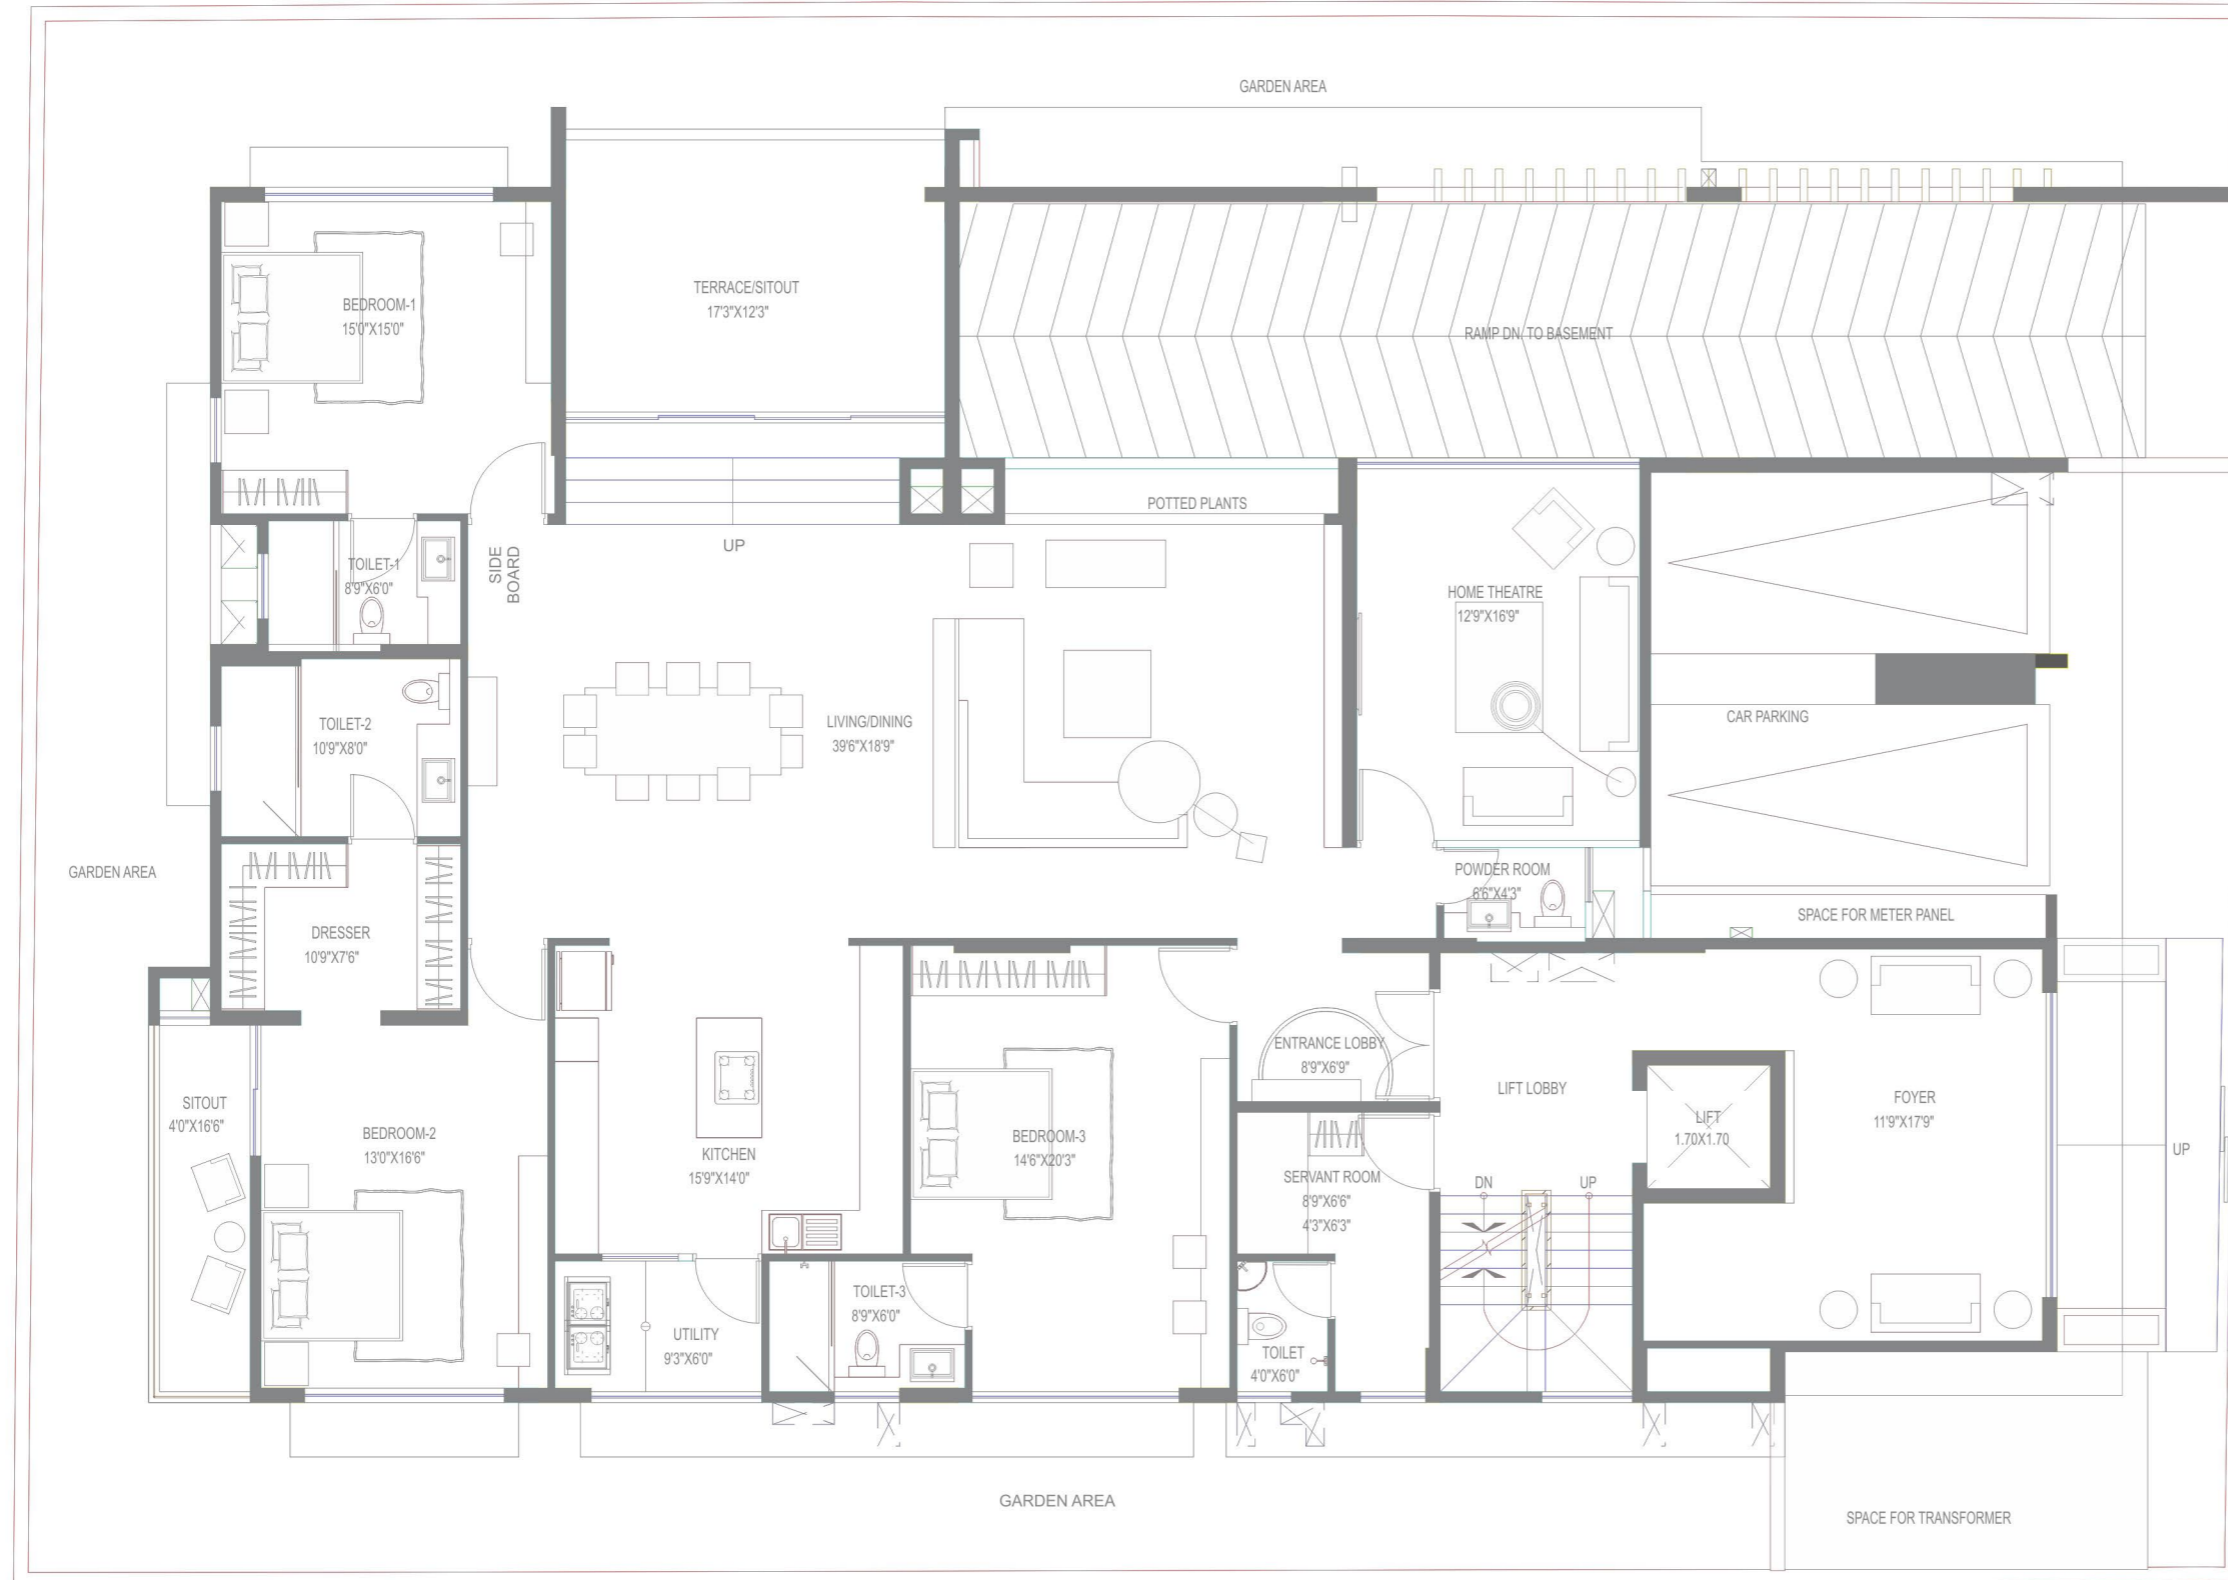 GARDEN AREA
TERRACE/SITOUT
17'3"X12'3"
BEDROOM-1
15'0"X15'0"
RAMP DN. TO BASEMENT
POTTED PLANTS
UP
SIDE
BOARD
TOILET-1
8'9"X6'0"
HOME THEATRE
12'9"X16'9"
TOILET-2
10'9"X8'0"
LIVING/DINING
39'6"X18'9"
CAR PARKING
GARDEN AREA
POWDER ROOM
6'6"X4'3"
SPACE FOR METER PANEL
DRESSER
10'9"X7'6"
ENTRANCE LOBBY
8'9"X6'9"
LIFT LOBBY
LIFT
1.70X1.70
FOYER
11'9"X17'9"
UP
SITOUT
4'0"X16'6"
BEDROOM-2
13'0"X16'6"
KITCHEN
15'9"X14'0"
BEDROOM-3
14'6"X20'3"
SERVANT ROOM
8'9"X6'6"
4'3"X6'3"
DN
UP
TOILET-3
8'9"X6'0"
UTILITY
9'3"X6'0"
TOILET
4'0"X6'0"
GARDEN AREA
SPACE FOR TRANSFORMER